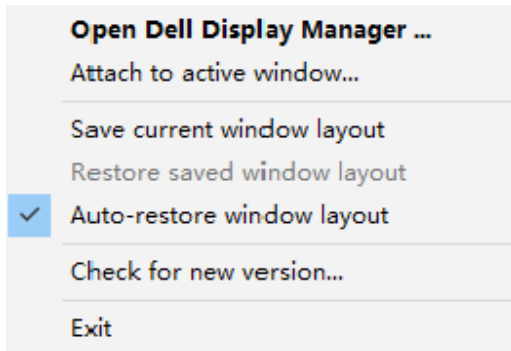 Open Dell Display Manager ...
Attach to active window...
Save current window layout
Restore saved window layout
Auto-restore window layout
Check for new version...
Exit